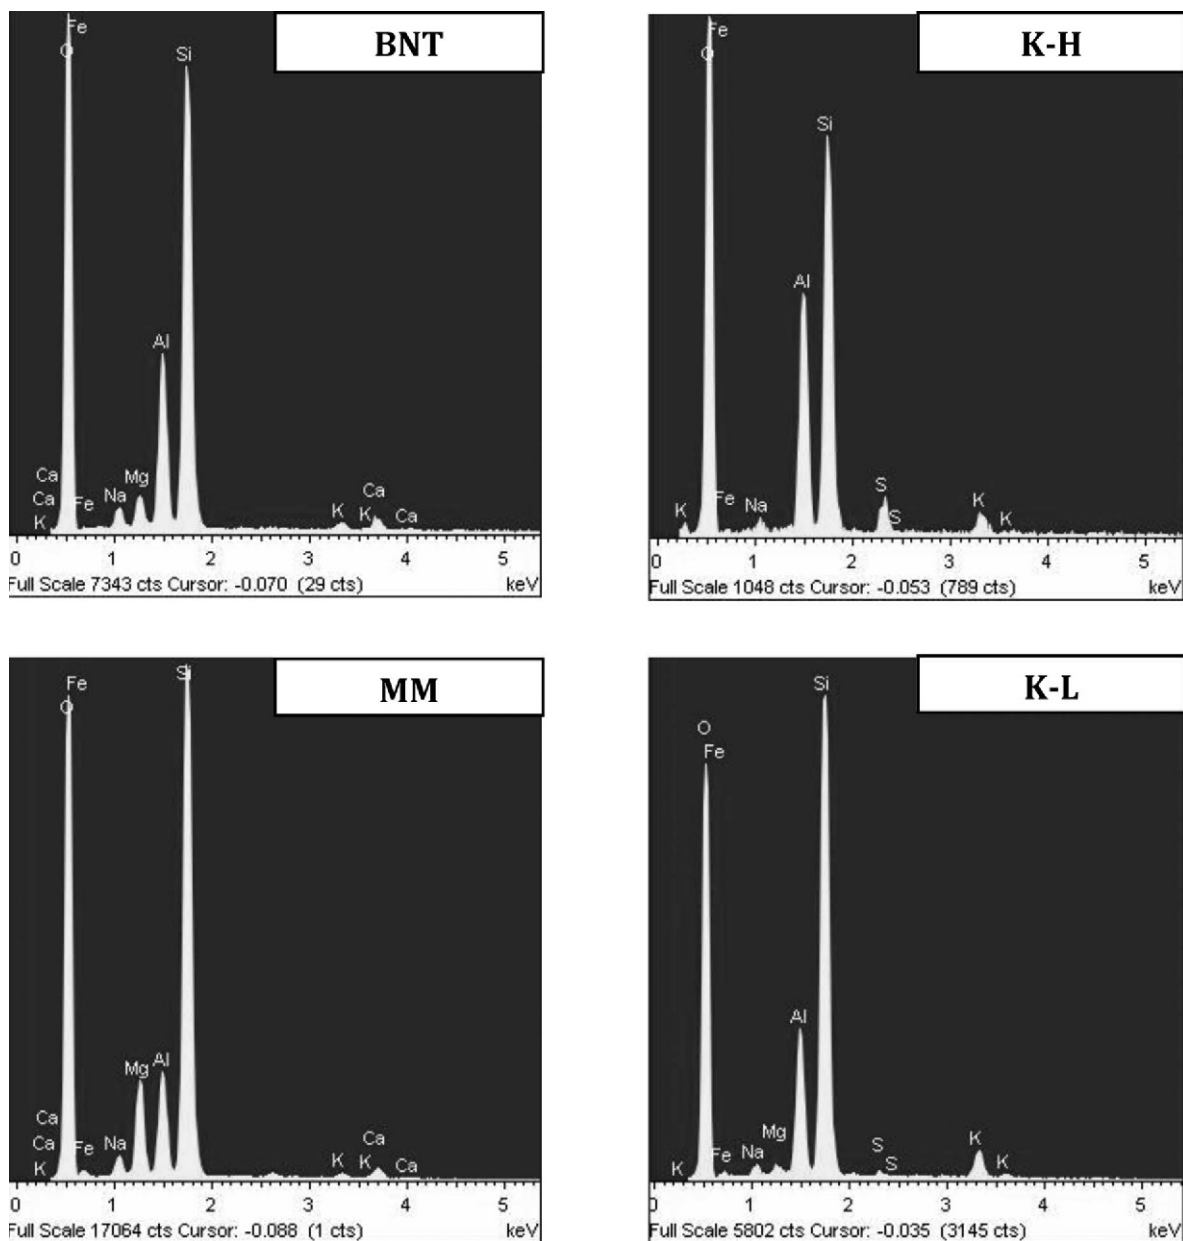 BNT
Fe
O
Si
Al
Ca
Ca
K
Fe
Na
Mg
K
K
Ca
Ca
0 1 2 3 4 5
Full Scale 7343 cts Cursor: -0.070 (29 cts) keV
K-H
Fe
O
Si
Al
K
Fe
Na
S
S
K
K
0 1 2 3 4 5
Full Scale 1048 cts Cursor: -0.053 (789 cts) keV
MM
Fe
O
Si
Mg
Al
Ca
Ca
K
Fe
Na
K
K
Ca
Ca
0 1 2 3 4 5
Full Scale 17064 cts Cursor: -0.088 (1 cts) keV
K-L
O
Fe
Si
Al
K
Fe
Na
Mg
S
S
K
K
0 1 2 3 4 5
Full Scale 5802 cts Cursor: -0.035 (3145 cts) keV